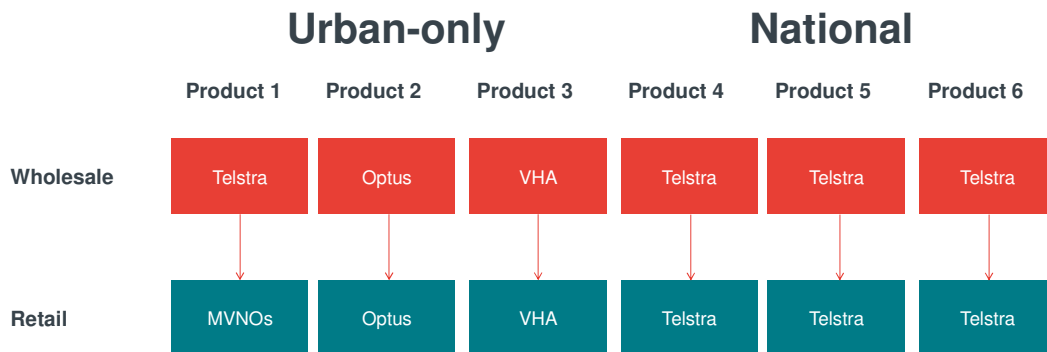 Urban-only National
Product 1 Product 2 Product 3 Product 4 Product 5 Product 6
Wholesale Telstra Optus VHA Telstra Telstra Telstra
Retail MVNOs Optus VHA Telstra Telstra Telstra